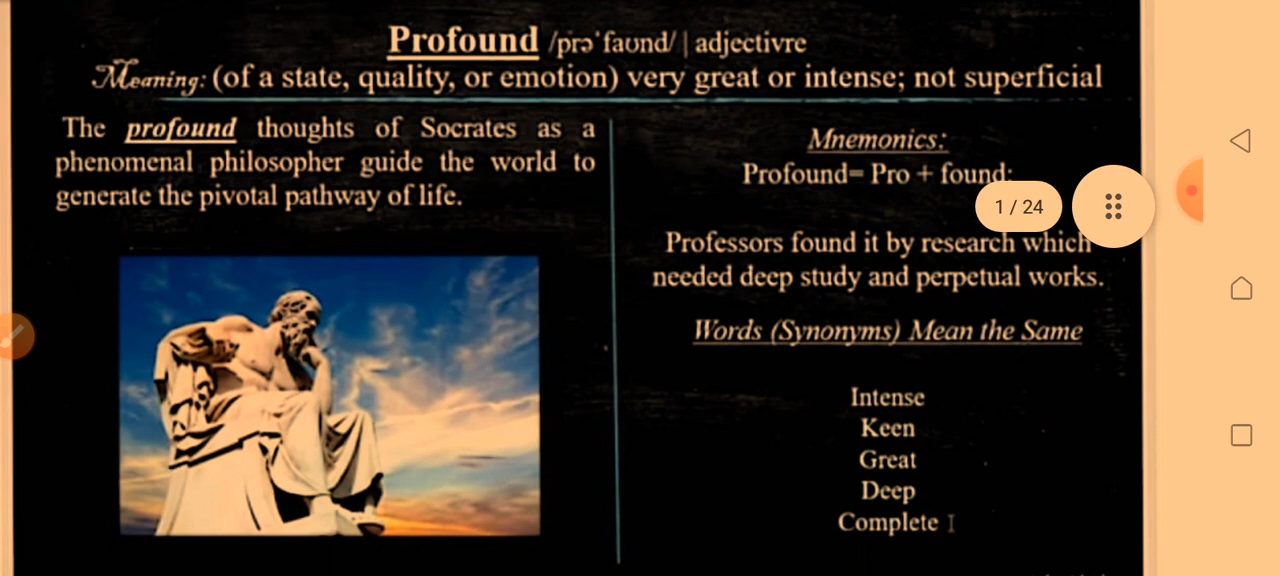 Profound /prəˈfaʊnd/ | adjectivre
Meaning: (of a state, quality, or emotion) very great or intense; not superficial
The profound thoughts of Socrates as a
phenomenal philosopher guide the world to
generate the pivotal pathway of life.
Mnemonics:
Profound= Pro + found:
1 / 24
Professors found it by research which
needed deep study and perpetual works.
Words (Synonyms) Mean the Same
Intense
Keen
Great
Deep
Complete